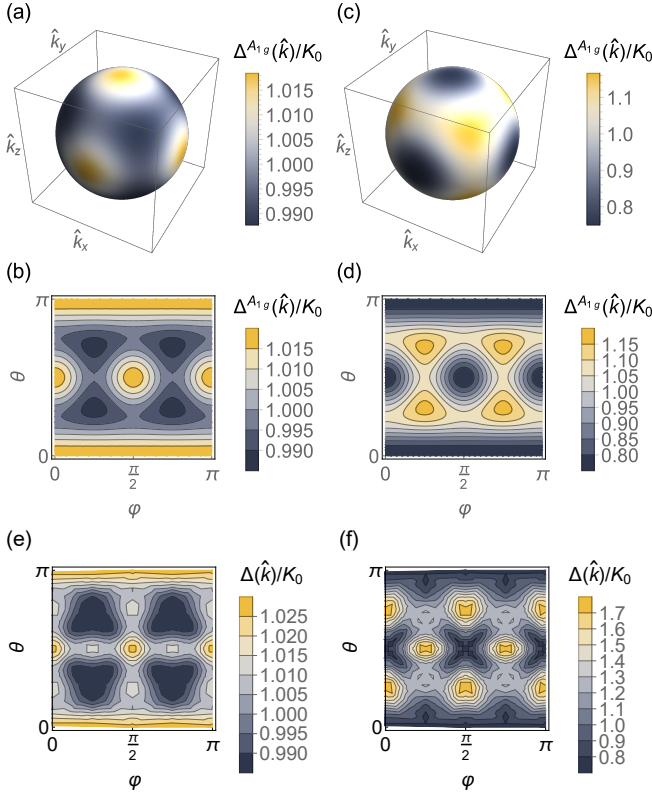 (a)
k̂y
k̂z
k̂x
Δ^A1g(k̂)/K0
1.015
1.010
1.005
1.000
0.995
0.990
(c)
k̂y
k̂z
k̂x
Δ^A1g(k̂)/K0
1.1
1.0
0.9
0.8
(b)
π
θ
0
0
π/2
π
φ
Δ^A1g(k̂)/K0
1.015
1.010
1.005
1.000
0.995
0.990
(d)
π
θ
0
0
π/2
π
φ
Δ^A1g(k̂)/K0
1.15
1.10
1.05
1.00
0.95
0.90
0.85
0.80
(e)
π
θ
0
0
π/2
π
φ
Δ(k̂)/K0
1.025
1.020
1.015
1.010
1.005
1.000
0.995
0.990
(f)
π
θ
0
0
π/2
π
φ
Δ(k̂)/K0
1.7
1.6
1.5
1.4
1.3
1.2
1.1
1.0
0.9
0.8